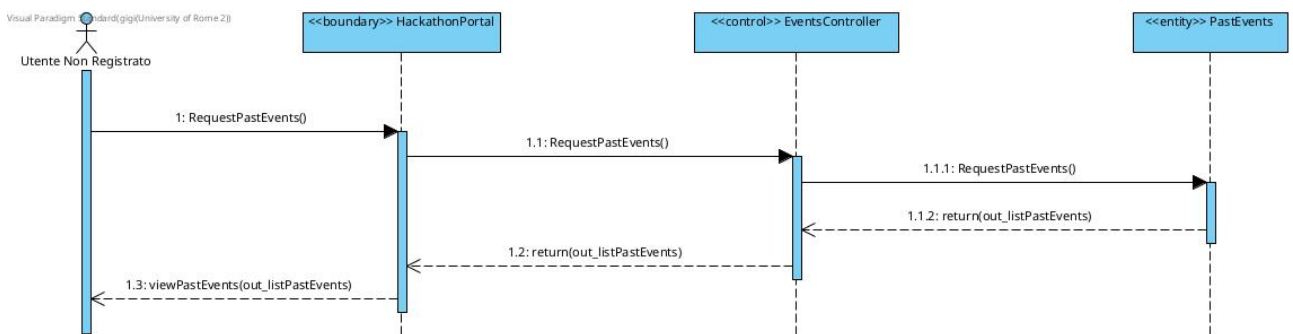 Visual Paradigm Standard(gigi(University of Rome 2))
<<boundary>> HackathonPortal
<<control>> EventsController
<<entity>> PastEvents
Utente Non Registrato
1: RequestPastEvents()
1.1: RequestPastEvents()
1.1.1: RequestPastEvents()
1.1.2: return(out_listPastEvents)
1.2: return(out_listPastEvents)
1.3: viewPastEvents(out_listPastEvents)